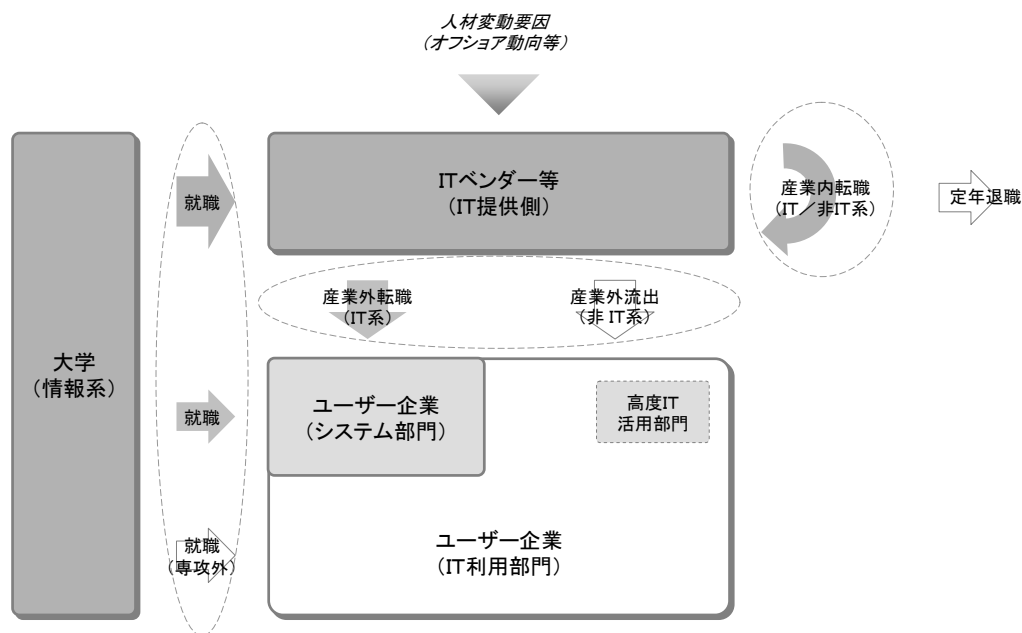 人材変動要因
(オフショア動向等)
ITベンダー等
(IT提供側)
就職
産業内転職
(IT/非IT系)
定年退職
産業外転職
(IT系)
産業外流出
(非 IT系)
大学
(情報系)
ユーザー企業
(システム部門)
高度IT
活用部門
就職
ユーザー企業
(IT利用部門)
就職
(専攻外)